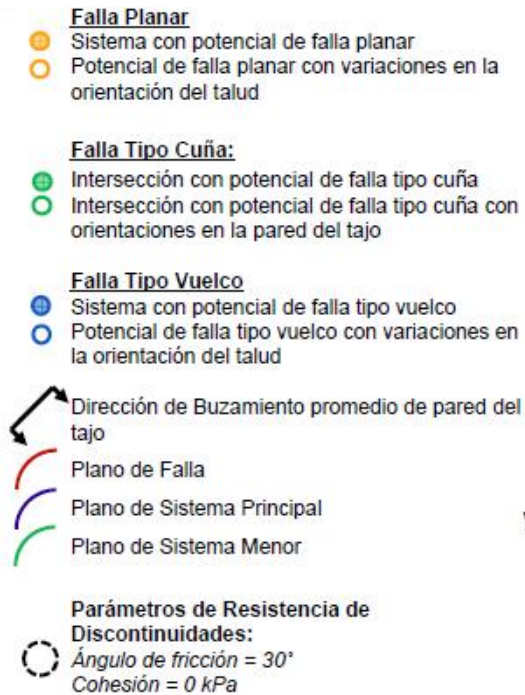 Falla Planar
Sistema con potencial de falla planar
Potencial de falla planar con variaciones en la
orientación del talud
Falla Tipo Cuña:
Intersección con potencial de falla tipo cuña
Intersección con potencial de falla tipo cuña con
orientaciones en la pared del tajo
Falla Tipo Vuelco
Sistema con potencial de falla tipo vuelco
Potencial de falla tipo vuelco con variaciones en
la orientación del talud
Dirección de Buzamiento promedio de pared del
tajo
Plano de Falla
Plano de Sistema Principal
Plano de Sistema Menor
Parámetros de Resistencia de
Discontinuidades:
Ángulo de fricción = 30°
Cohesión = 0 kPa